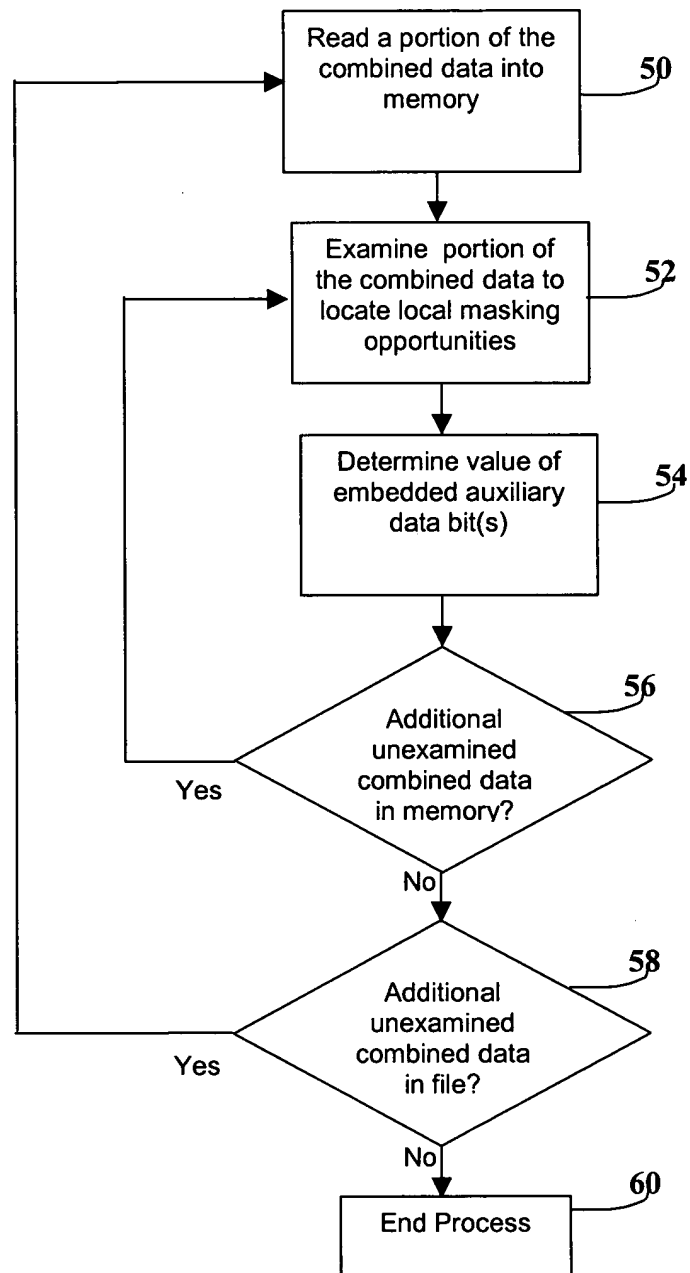 Read a portion of the
combined data into
memory
50
Examine portion of
the combined data to
locate local masking
opportunities
52
Determine value of
embedded auxiliary
data bit(s)
54
56
Additional
unexamined
combined data
in memory?
Yes
No
58
Additional
unexamined
combined data
in file?
Yes
No
60
End Process